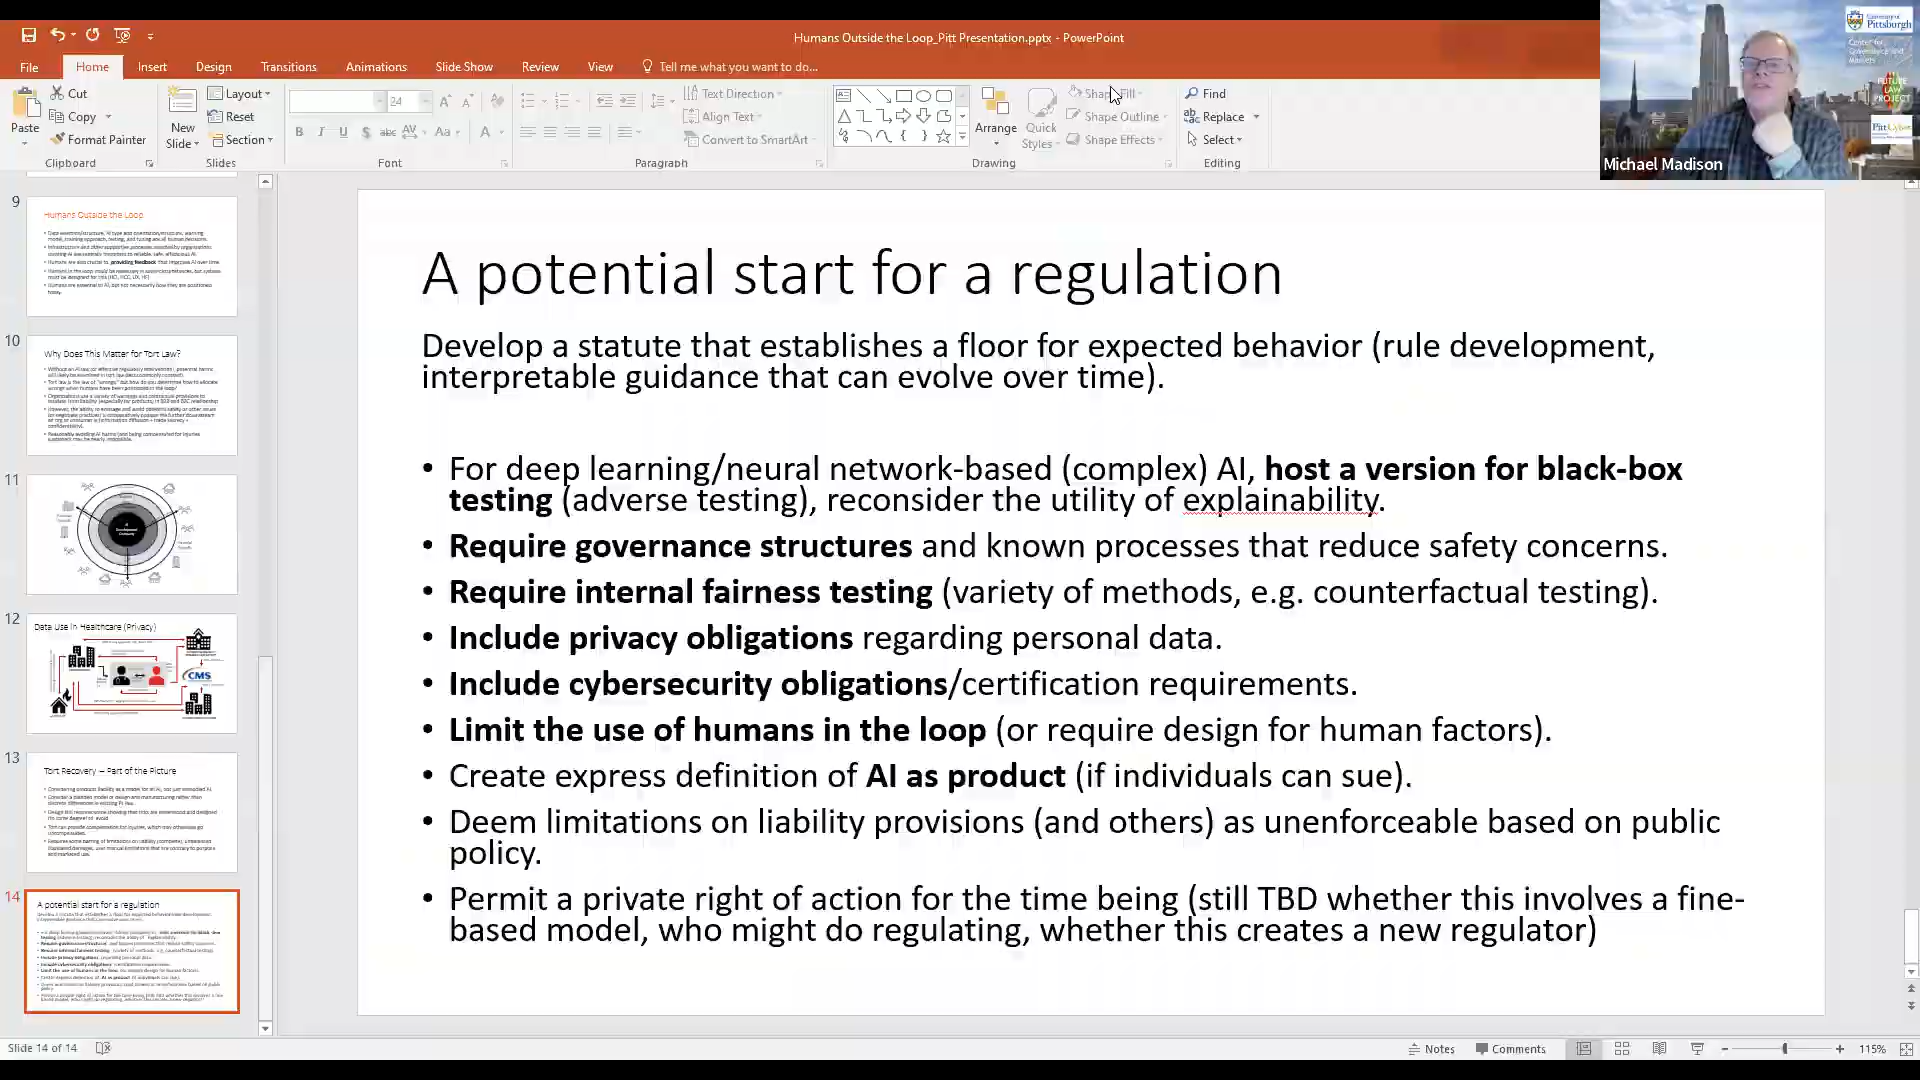 Humans Outside the Loop_Pitt Presentation.pptx - PowerPoint
File Home Insert Design Transitions Animations Slide Show Review View Tell me what you want to do...
Paste
Cut
Copy
Format Painter
Clipboard
New Slide
Layout
Reset
Section
Slides
24
Font
Text Direction
Align Text
Convert to SmartArt
Paragraph
Arrange
Quick Styles
Shape Fill
Shape Outline
Shape Effects
Drawing
Find
Replace
Select
Editing
University of Pittsburgh
FUTURE LAW PROJECT
Michael Madison
9
Humans Outside the Loop
10
Why Does This Matter for Tort Law?
11
12
Data Use in Healthcare (Privacy)
CMS
13
Tort Recovery – Part of the Picture
14
A potential start for a regulation
A potential start for a regulation
Develop a statute that establishes a floor for expected behavior (rule development,
interpretable guidance that can evolve over time).
• For deep learning/neural network-based (complex) AI, host a version for black-box
testing (adverse testing), reconsider the utility of explainability.
• Require governance structures and known processes that reduce safety concerns.
• Require internal fairness testing (variety of methods, e.g. counterfactual testing).
• Include privacy obligations regarding personal data.
• Include cybersecurity obligations/certification requirements.
• Limit the use of humans in the loop (or require design for human factors).
• Create express definition of AI as product (if individuals can sue).
• Deem limitations on liability provisions (and others) as unenforceable based on public
policy.
• Permit a private right of action for the time being (still TBD whether this involves a fine-
based model, who might do regulating, whether this creates a new regulator)
Slide 14 of 14
Notes
Comments
115%